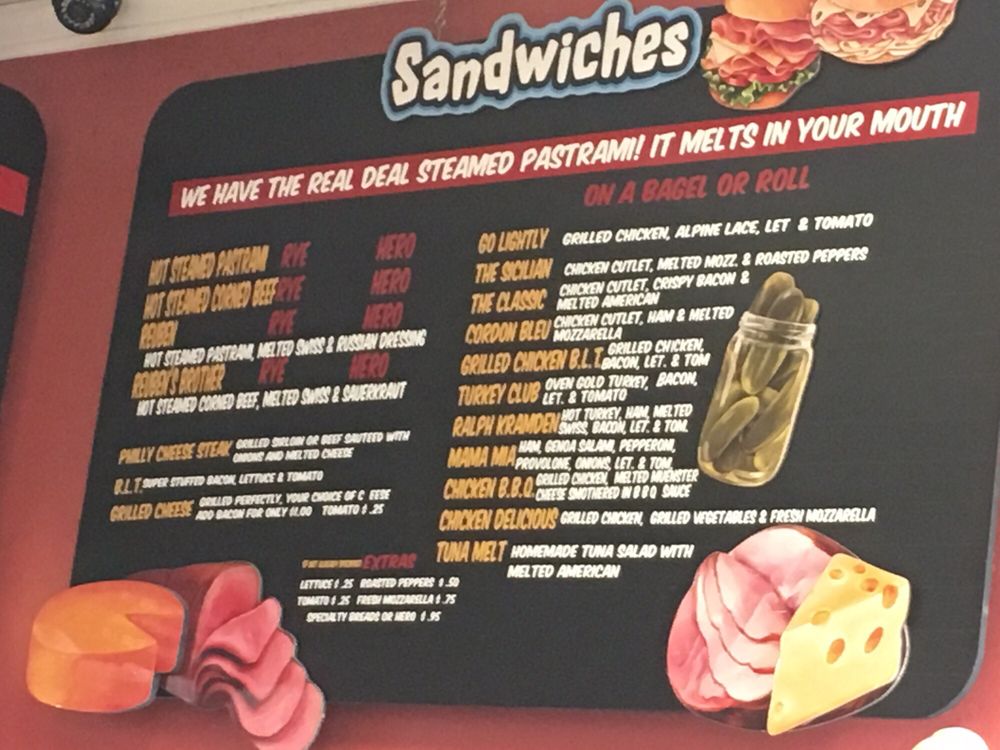 Sandwiches
WE HAVE THE REAL DEAL STEAMED PASTRAMI! IT MELTS IN YOUR MOUTH
HOT STEAMED PASTRAMI RYE HERO
HOT STEAMED CORNED BEEF RYE HERO
REUBEN RYE HERO
HOT STEAMED PASTRAMI, MELTED SWISS & RUSSIAN DRESSING
REUBEN'S BROTHER RYE HERO
HOT STEAMED CORNED BEEF, MELTED SWISS & SAUERKRAUT
PHILLY CHEESE STEAK GRILLED SIRLOIN OR BEEF SAUTEED WITH
ONIONS AND MELTED CHEESE
B.L.T. SUPER STUFFED BACON, LETTUCE & TOMATO
GRILLED CHEESE GRILLED PERFECTLY, YOUR CHOICE OF C EESE
ADD BACON FOR ONLY $1.00 TOMATO $ .25
EXTRAS
LETTUCE $ .25 ROASTED PEPPERS $ .50
TOMATO $ .25 FRESH MOZZARELLA $ .75
SPECIALTY BREADS OR HERO $ .95
ON A BAGEL OR ROLL
GO LIGHTLY GRILLED CHICKEN, ALPINE LACE, LET & TOMATO
THE SICILIAN CHICKEN CUTLET, MELTED MOZZ. & ROASTED PEPPERS
THE CLASSIC CHICKEN CUTLET, CRISPY BACON &
MELTED AMERICAN
CORDON BLEU CHICKEN CUTLET, HAM & MELTED
MOZZARELLA
GRILLED CHICKEN B.L.T. GRILLED CHICKEN,
BACON, LET. & TOM
TURKEY CLUB OVEN GOLD TURKEY, BACON,
LET. & TOMATO
RALPH KRAMDEN HOT TURKEY, HAM, MELTED
SWISS, BACON, LET. & TOM.
MAMA MIA HAM, GENOA SALAMI, PEPPERONI,
PROVOLONE, ONIONS, LET. & TOM.
CHICKEN B.B.Q. GRILLED CHICKEN, MELTED MUENSTER
CHEESE SMOTHERED IN B B Q SAUCE
CHICKEN DELICIOUS GRILLED CHICKEN, GRILLED VEGETABLES & FRESH MOZZARELLA
TUNA MELT HOMEMADE TUNA SALAD WITH
MELTED AMERICAN